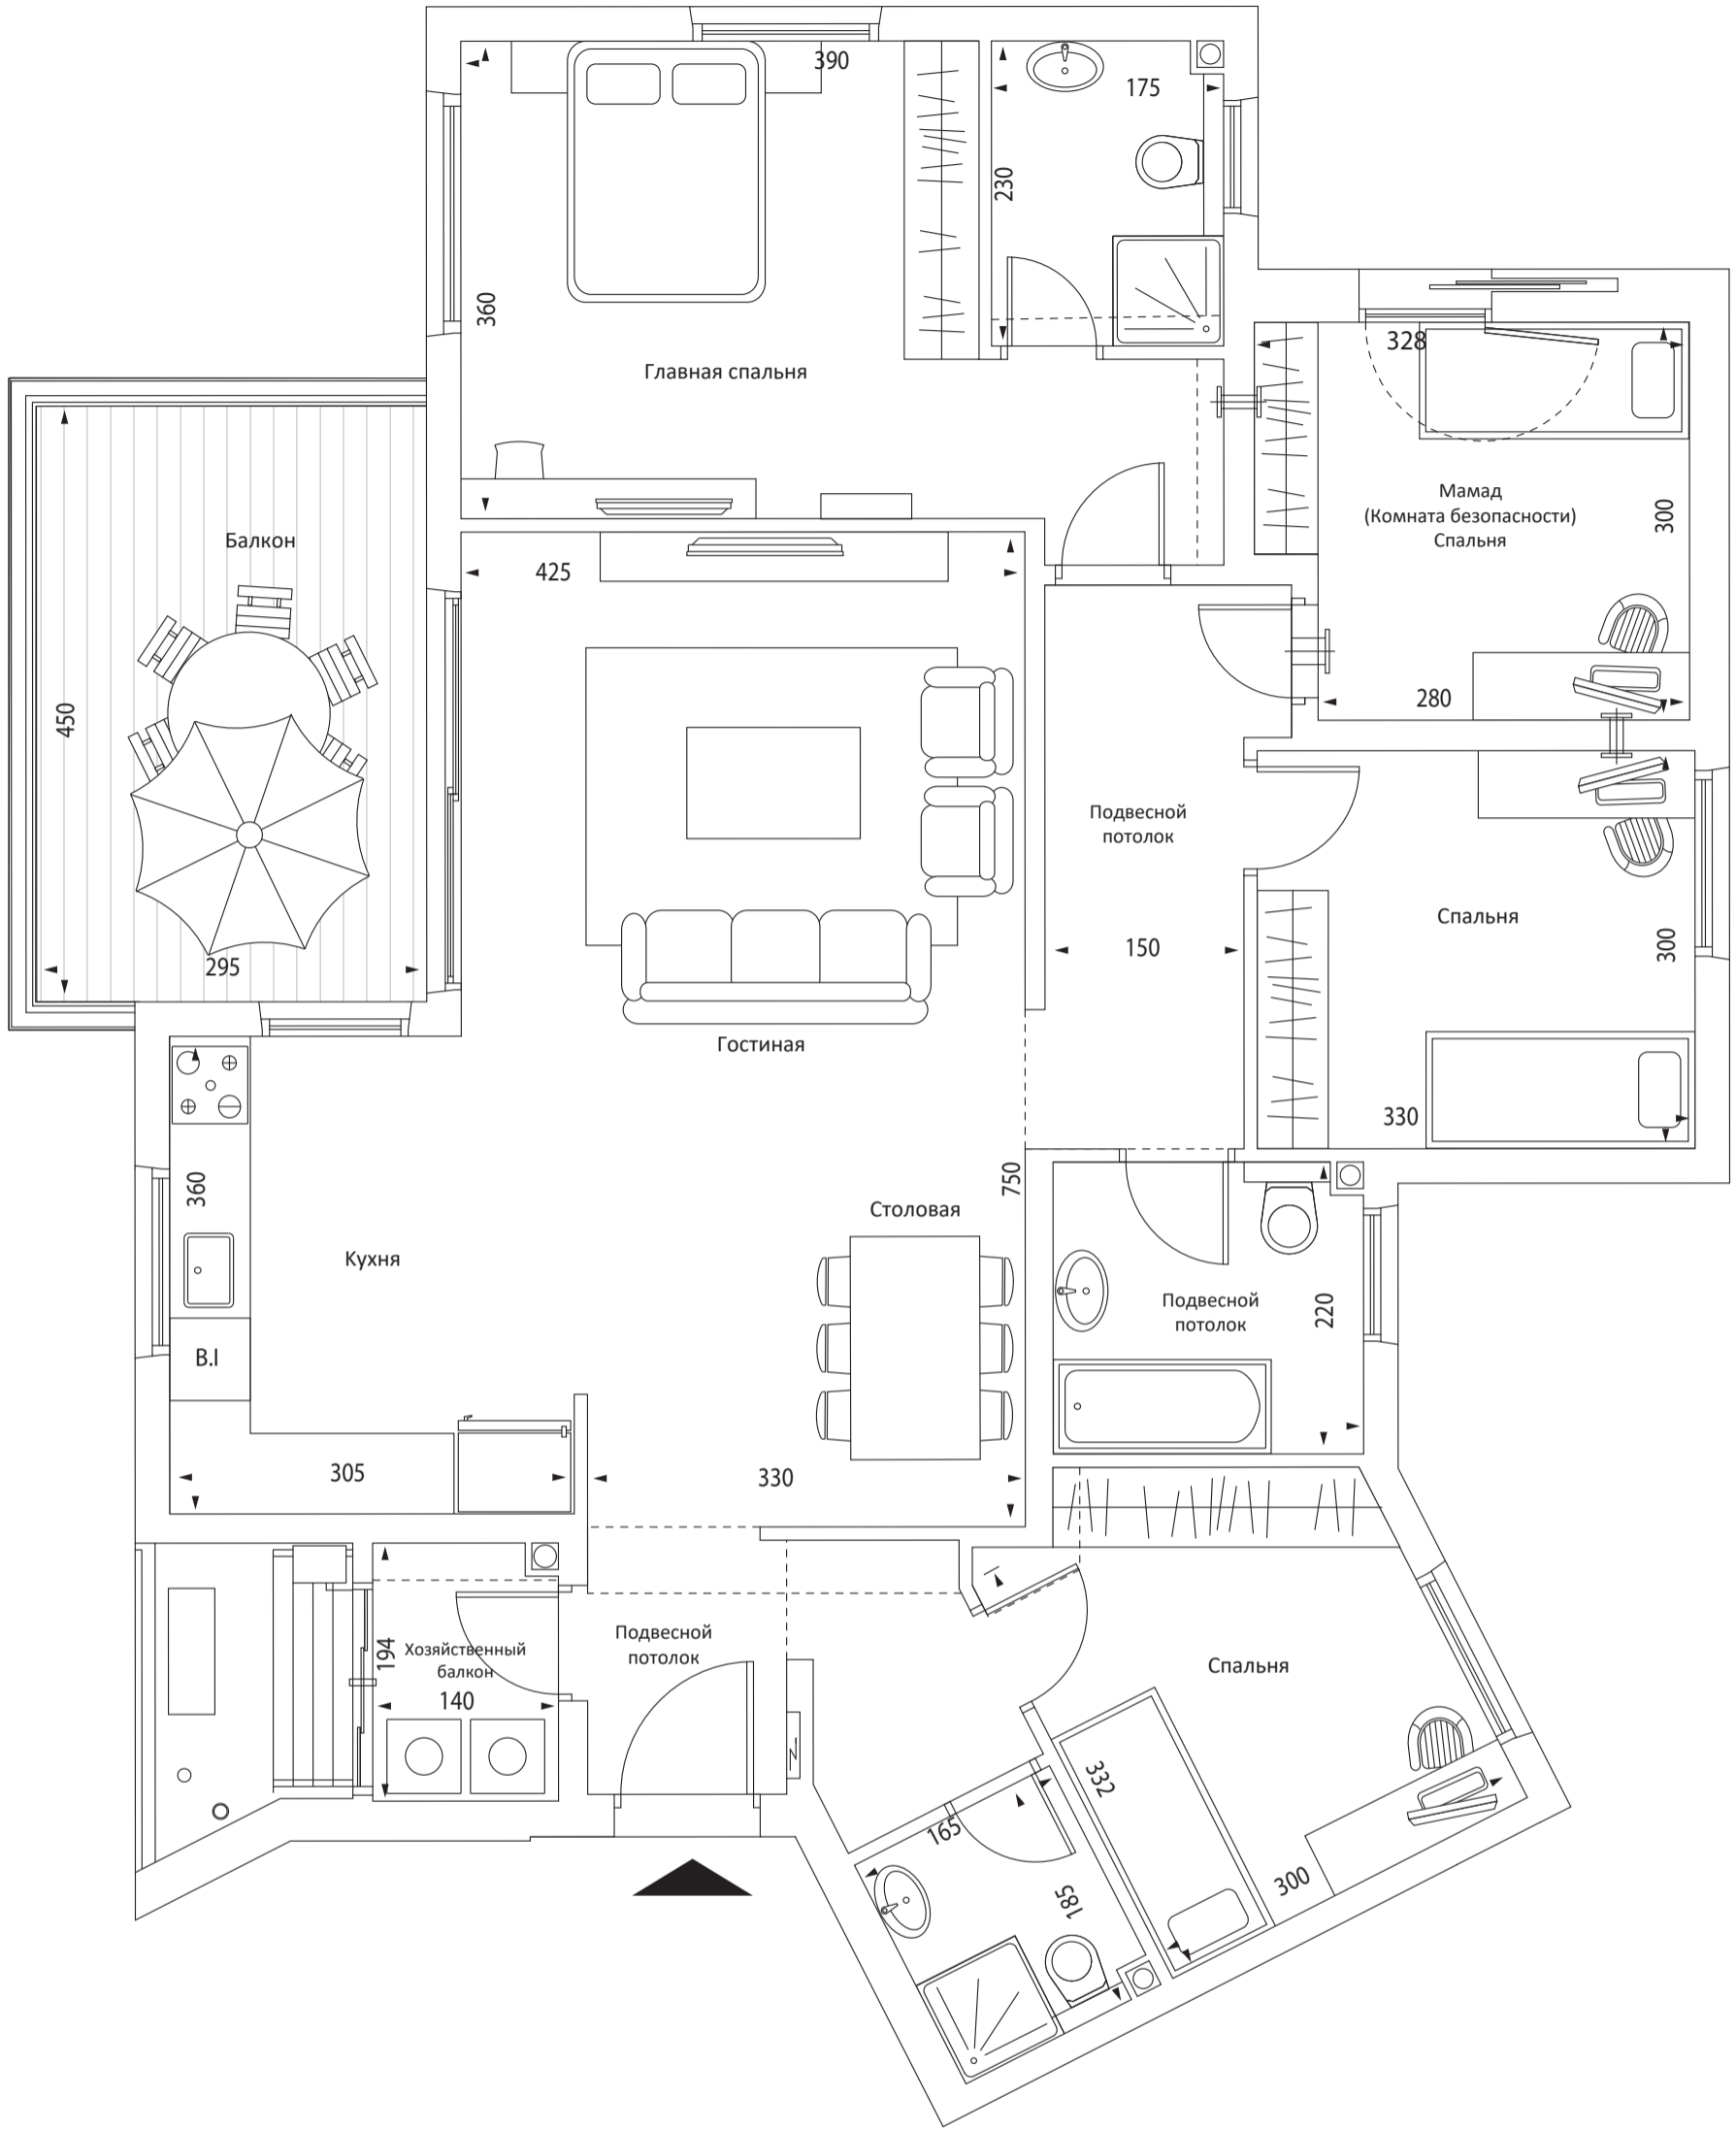 390
175
230
360
Главная спальня
328
Мамад
(Комната безопасности)
Спальня
300
280
Балкон
425
450
295
Подвесной
потолок
150
Спальня
300
330
Гостиная
750
360
Кухня
Столовая
B.I
305
330
Подвесной
потолок
220
194
Хозяйственный
балкон
140
Подвесной
потолок
Спальня
332
165
185
300